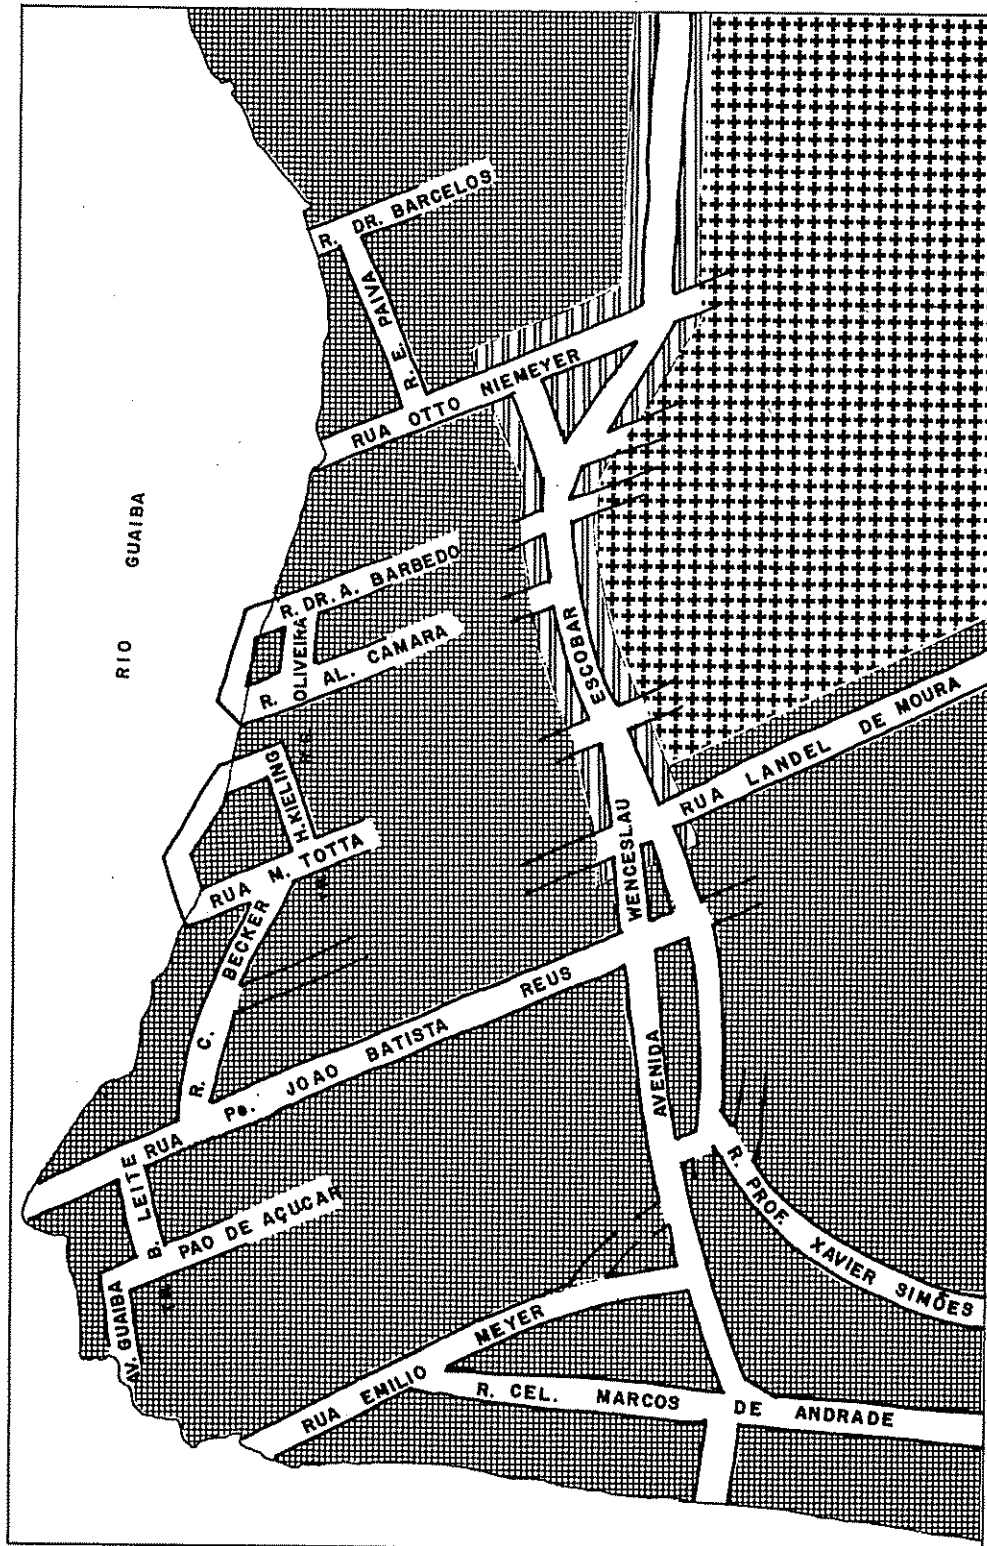 R. DR. BARCELOS
R. E. PAIVA
RUA OTTO NIEMEYER
RIO GUAIBA
R. DR. A. BARBEDO
OLIVEIRA
R. AL. CAMARA
H. KIELING
RUA M. TOTTA
R. C. BECKER
AVENIDA WENCESLAU ESCOBAR
RUA LANDEL DE MOURA
RUA Pe. JOAO BATISTA REUS
B. LEITE
PAO DE AÇUCAR
AV. GUAIBA
R. PROF. XAVIER SIMÕES
RUA EMILIO MEYER
R. CEL. MARCOS DE ANDRADE